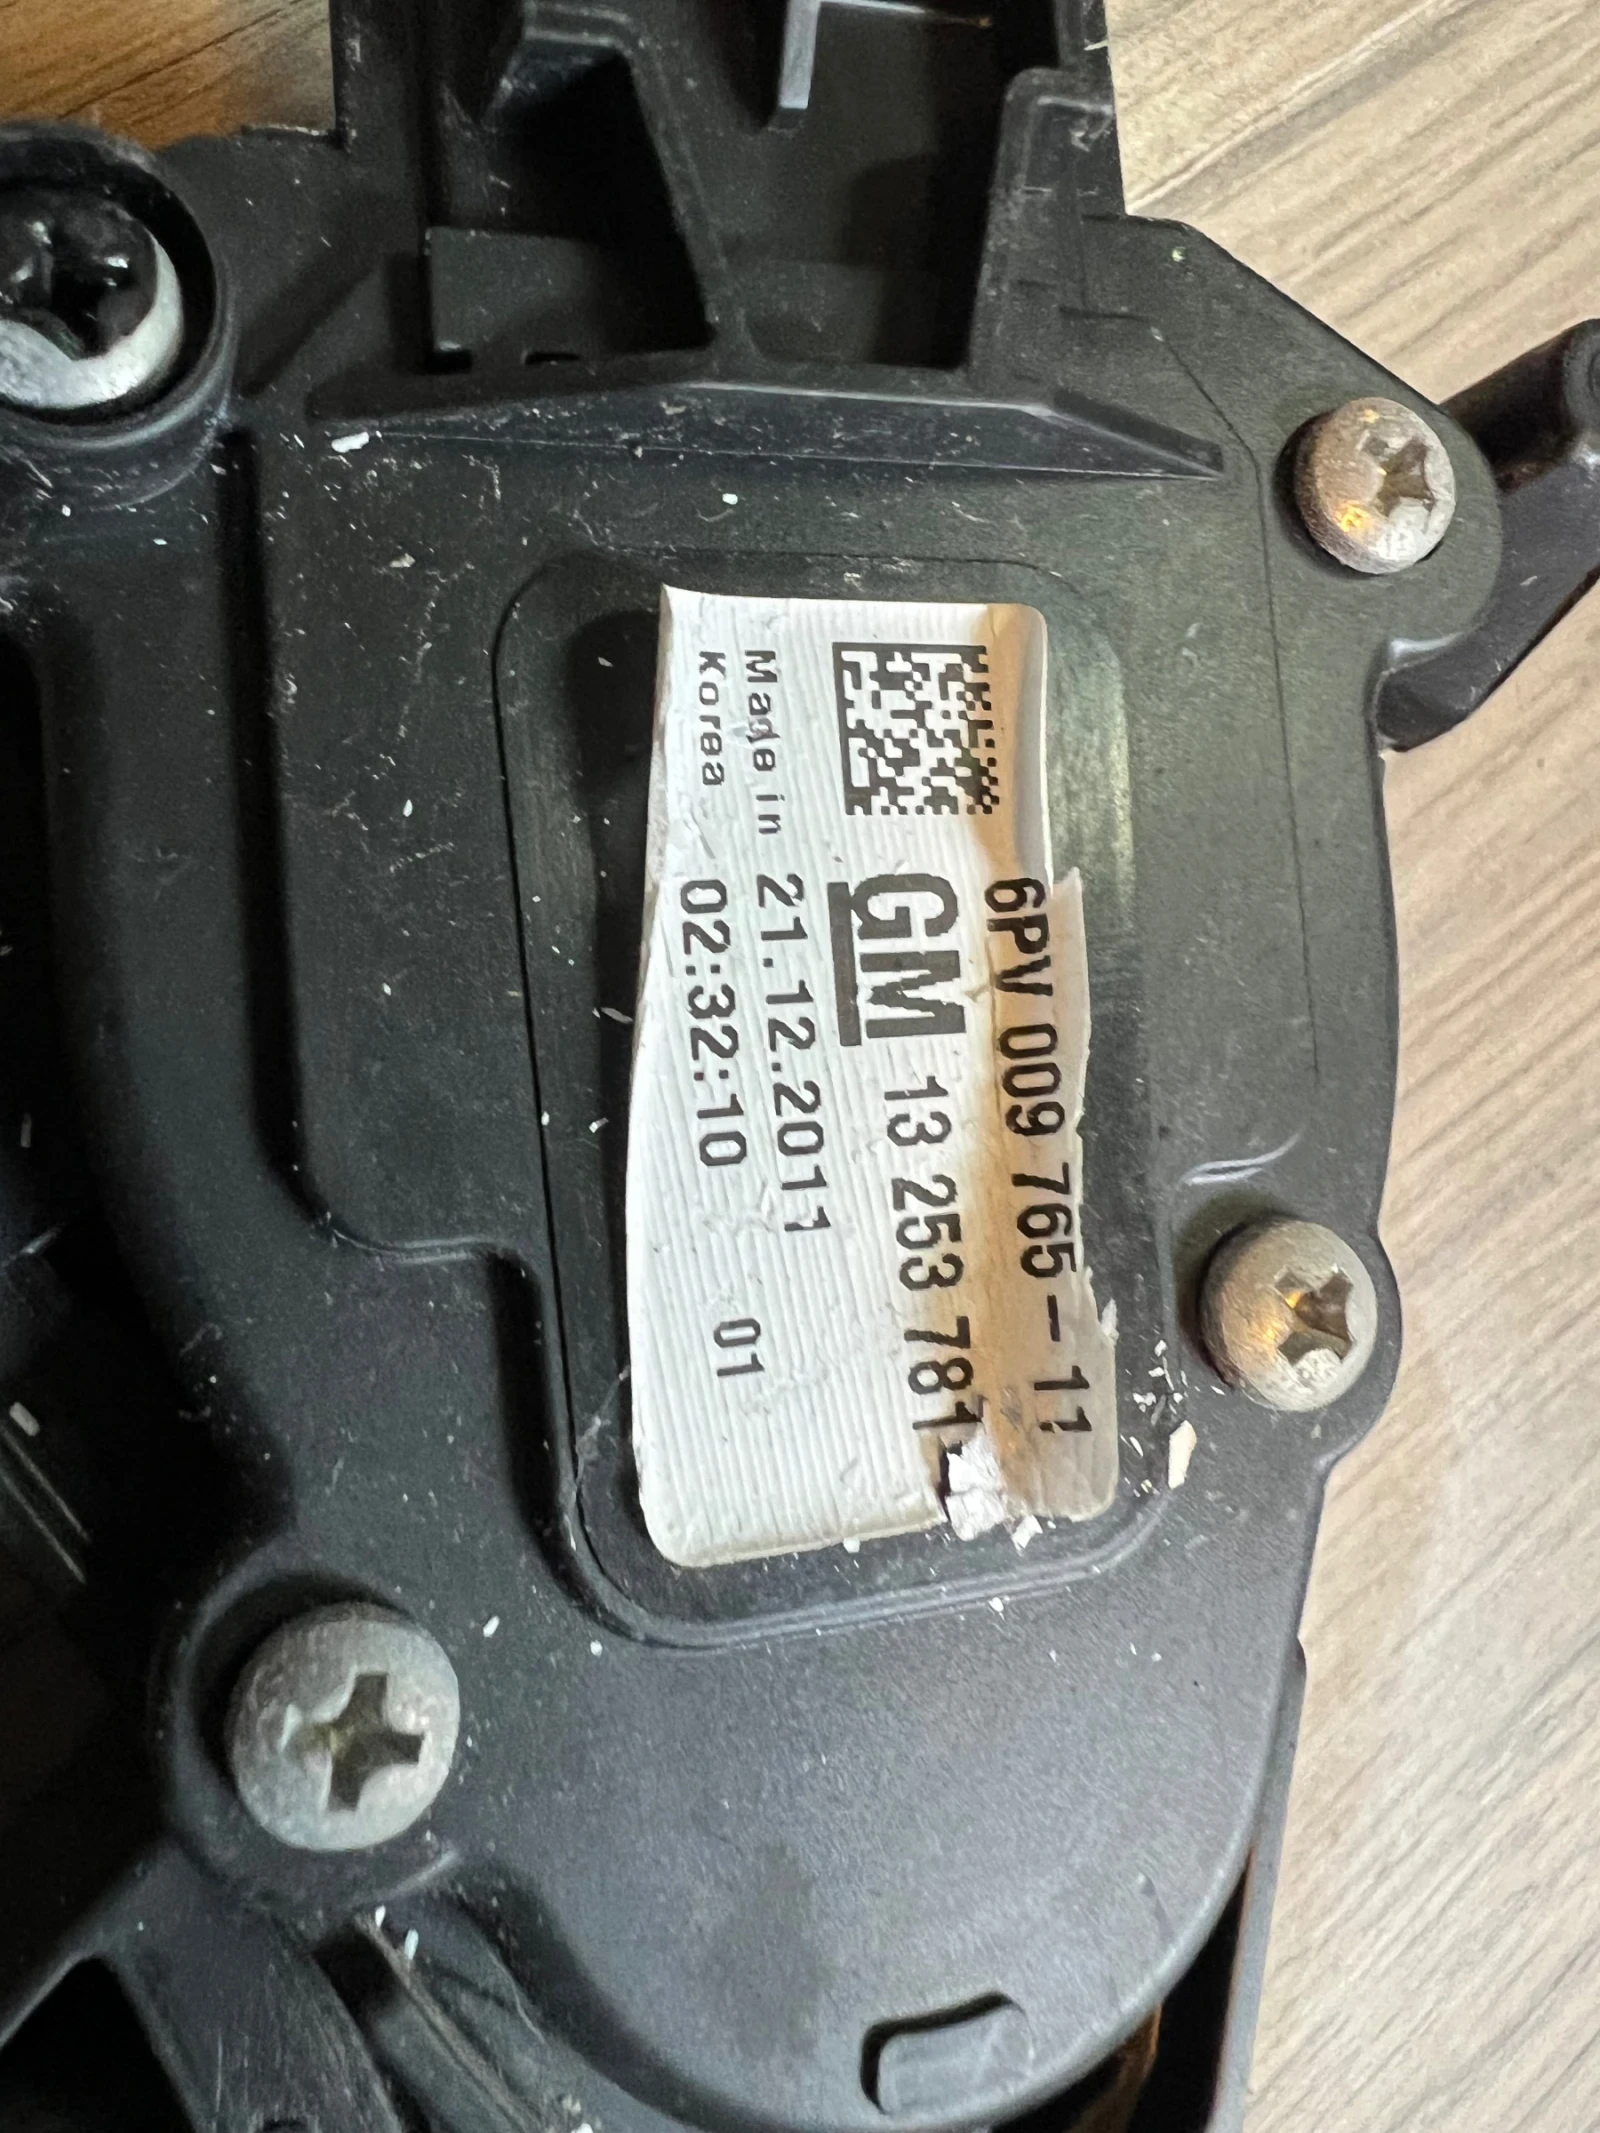 6PV 009 765-11
GM 13 253 781
Made in 21.12.2011
Korea 02:32:10 01